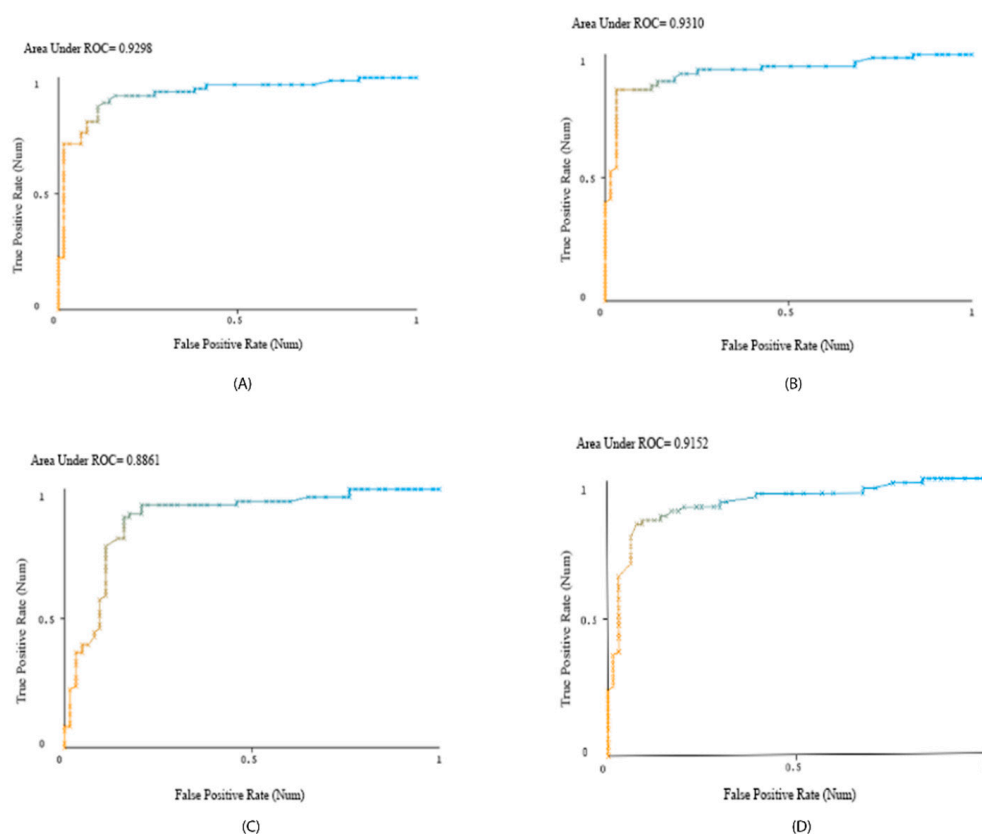 Area Under ROC= 0.9298
1
0.5
0
True Positive Rate (Num)
0
0.5
1
False Positive Rate (Num)
(A)
Area Under ROC= 0.9310
1
0.5
0
True Positive Rate (Num)
0
0.5
1
False Positive Rate (Num)
(B)
Area Under ROC= 0.8861
1
0.5
0
True Positive Rate (Num)
0
0.5
1
False Positive Rate (Num)
(C)
Area Under ROC= 0.9152
1
0.5
0
True Positive Rate (Num)
0
0.5
False Positive Rate (Num)
(D)